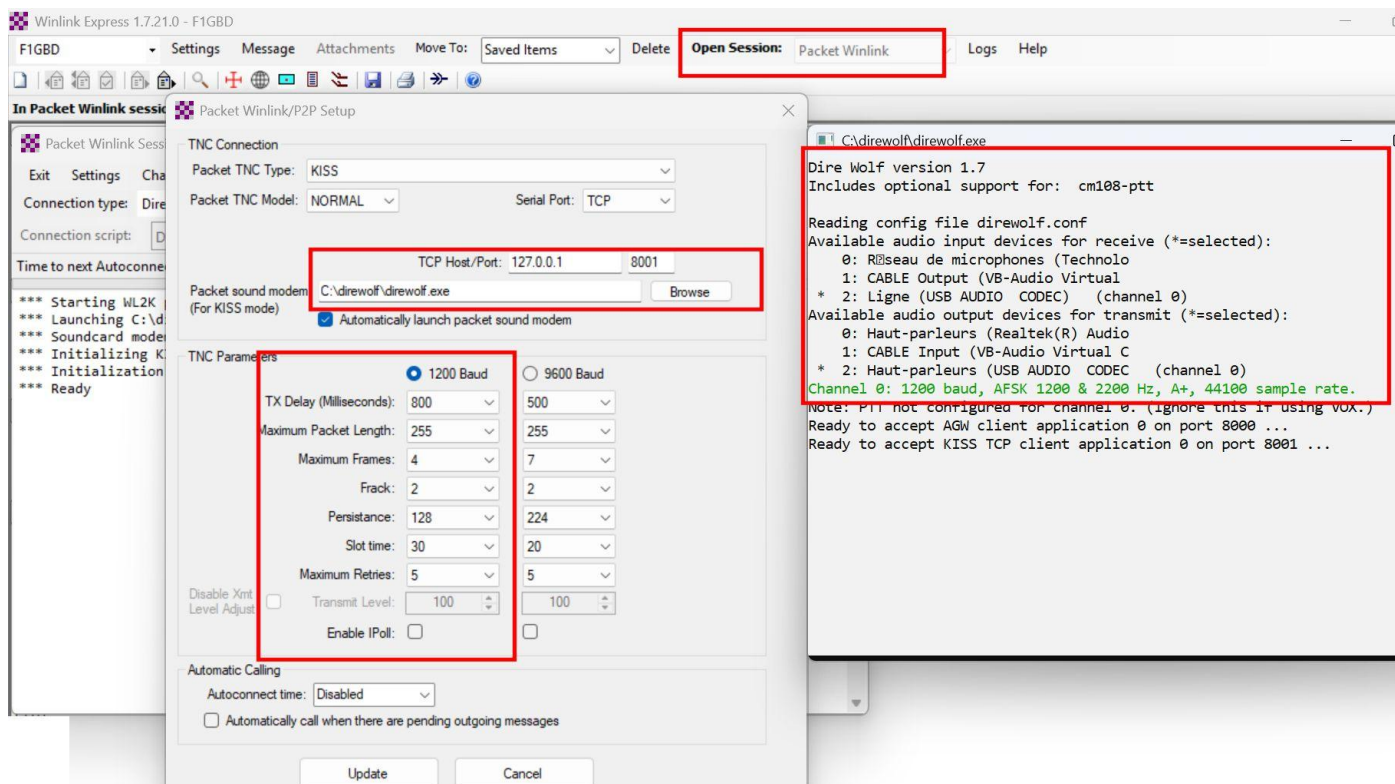 Winlink Express 1.7.21.0 - F1GBD
F1GBD Settings Message Attachments Move To: Saved Items Delete Open Session: Packet Winlink Logs Help
In Packet Winlink
Packet Winlink/P2P Setup
Packet Winlink
Exit Settings
Connection type:
Connection script:
Time to next
*** Starting WL2K
*** Launching
*** Soundcard
*** Initializing
*** Initialization
*** Ready
TNC Connection
Packet TNC Type: KISS
Packet TNC Model: NORMAL Serial Port: TCP
TCP Host/Port: 127.0.0.1 8001
Packet sound modem C:\direwolf\direwolf.exe Browse
(For KISS mode)
Automatically launch packet sound modem
TNC Parameters
1200 Baud 9600 Baud
TX Delay (Milliseconds): 800 500
Maximum Packet Length: 255 255
Maximum Frames: 4 7
Frack: 2 2
Persistance: 128 224
Slot time: 30 20
Maximum Retries: 5 5
Disable Xmt
Level Adjust Transmit Level: 100 100
Enable IPoll:
Automatic Calling
Autoconnect time: Disabled
Automatically call when there are pending outgoing messages
Update Cancel
C:\direwolf\direwolf.exe
Dire Wolf version 1.7
Includes optional support for: cm108-ptt
Reading config file direwolf.conf
Available audio input devices for receive (*=selected):
0: R�seau de microphones (Technolo
1: CABLE Output (VB-Audio Virtual
* 2: Ligne (USB AUDIO CODEC) (channel 0)
Available audio output devices for transmit (*=selected):
0: Haut-parleurs (Realtek(R) Audio
1: CABLE Input (VB-Audio Virtual C
* 2: Haut-parleurs (USB AUDIO CODEC (channel 0)
Channel 0: 1200 baud, AFSK 1200 & 2200 Hz, A+, 44100 sample rate.
Note: PTT not configured for channel 0. (Ignore this if using VOX.)
Ready to accept AGW client application 0 on port 8000 ...
Ready to accept KISS TCP client application 0 on port 8001 ...